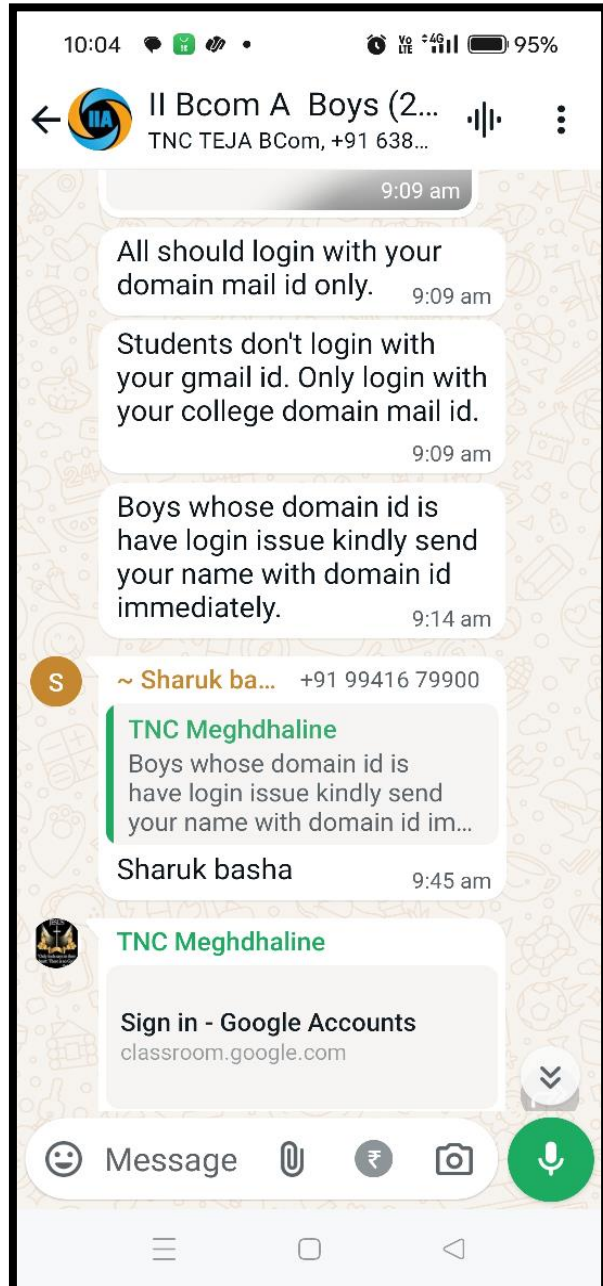 10:04 95%
Vo LTE 4G
IIA
II Bcom A Boys (2...
TNC TEJA BCom, +91 638...
9:09 am
All should login with your
domain mail id only. 9:09 am
Students don't login with
your gmail id. Only login with
your college domain mail id.
9:09 am
Boys whose domain id is
have login issue kindly send
your name with domain id
immediately. 9:14 am
S
~ Sharuk ba... +91 99416 79900
TNC Meghdhaline
Boys whose domain id is
have login issue kindly send
your name with domain id im...
Sharuk basha 9:45 am
TNC Meghdhaline
Sign in - Google Accounts
classroom.google.com
Message ₹